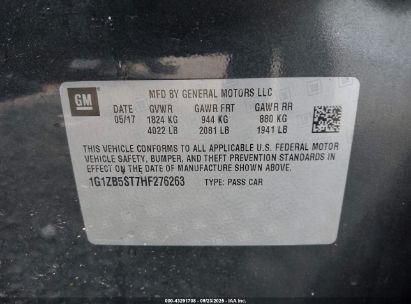 GM
MFD BY GENERAL MOTORS LLC
DATE GVWR GAWR FRT GAWR RR
05/17 1824 KG 944 KG 880 KG
4022 LB 2081 LB 1941 LB
THIS VEHICLE CONFORMS TO ALL APPLICABLE U.S. FEDERAL MOTOR
VEHICLE SAFETY, BUMPER, AND THEFT PREVENTION STANDARDS IN
EFFECT ON THE DATE OF MANUFACTURE SHOWN ABOVE.
1G1ZB5ST7HF276263 TYPE: PASS CAR